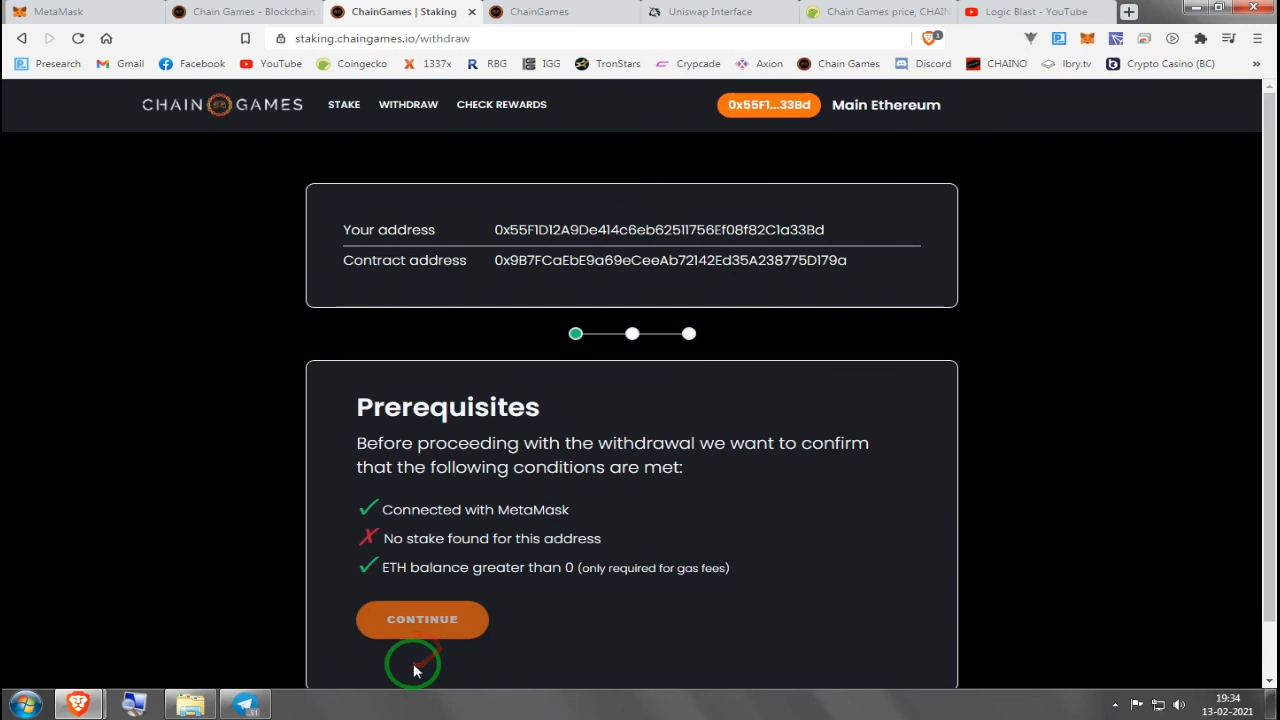 MetaMask
Chain Games - Blockchain
ChainGames | Staking
ChainGames
Uniswap Interface
Chain Games price, CHAIN
Logic Blast - YouTube
staking.chaingames.io/withdraw
1
Presearch
Gmail
Facebook
YouTube
Coingecko
1337x
RBG
IGG
TronStars
Crypcade
Axion
Chain Games
Discord
CHAINO
lbry.tv
Crypto Casino (BC)
CHAIN GAMES
STAKE
WITHDRAW
CHECK REWARDS
0x55F1...33Bd
Main Ethereum
Your address 0x55F1D12A9De414c6eb62511756Ef08f82C1a33Bd
Contract address 0x9B7FCaEbE9a69eCeeAb72142Ed35A238775D179a
Prerequisites
Before proceeding with the withdrawal we want to confirm
that the following conditions are met:
Connected with MetaMask
No stake found for this address
ETH balance greater than 0 (only required for gas fees)
CONTINUE
19:34
13-02-2021